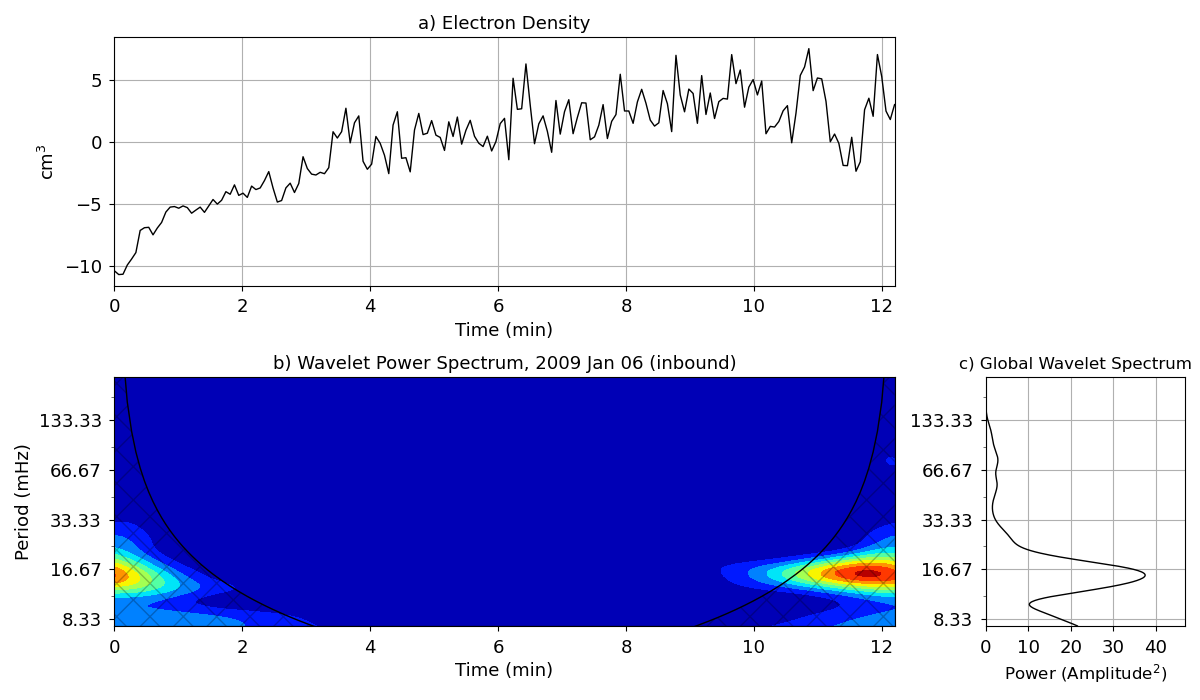 a) Electron Density
5
0
−5
−10
cm³
0 2 4 6 8 10 12
Time (min)
b) Wavelet Power Spectrum, 2009 Jan 06 (inbound)
133.33
66.67
33.33
16.67
8.33
Period (mHz)
0 2 4 6 8 10 12
Time (min)
c) Global Wavelet Spectrum
133.33
66.67
33.33
16.67
8.33
0 10 20 30 40
Power (Amplitude²)